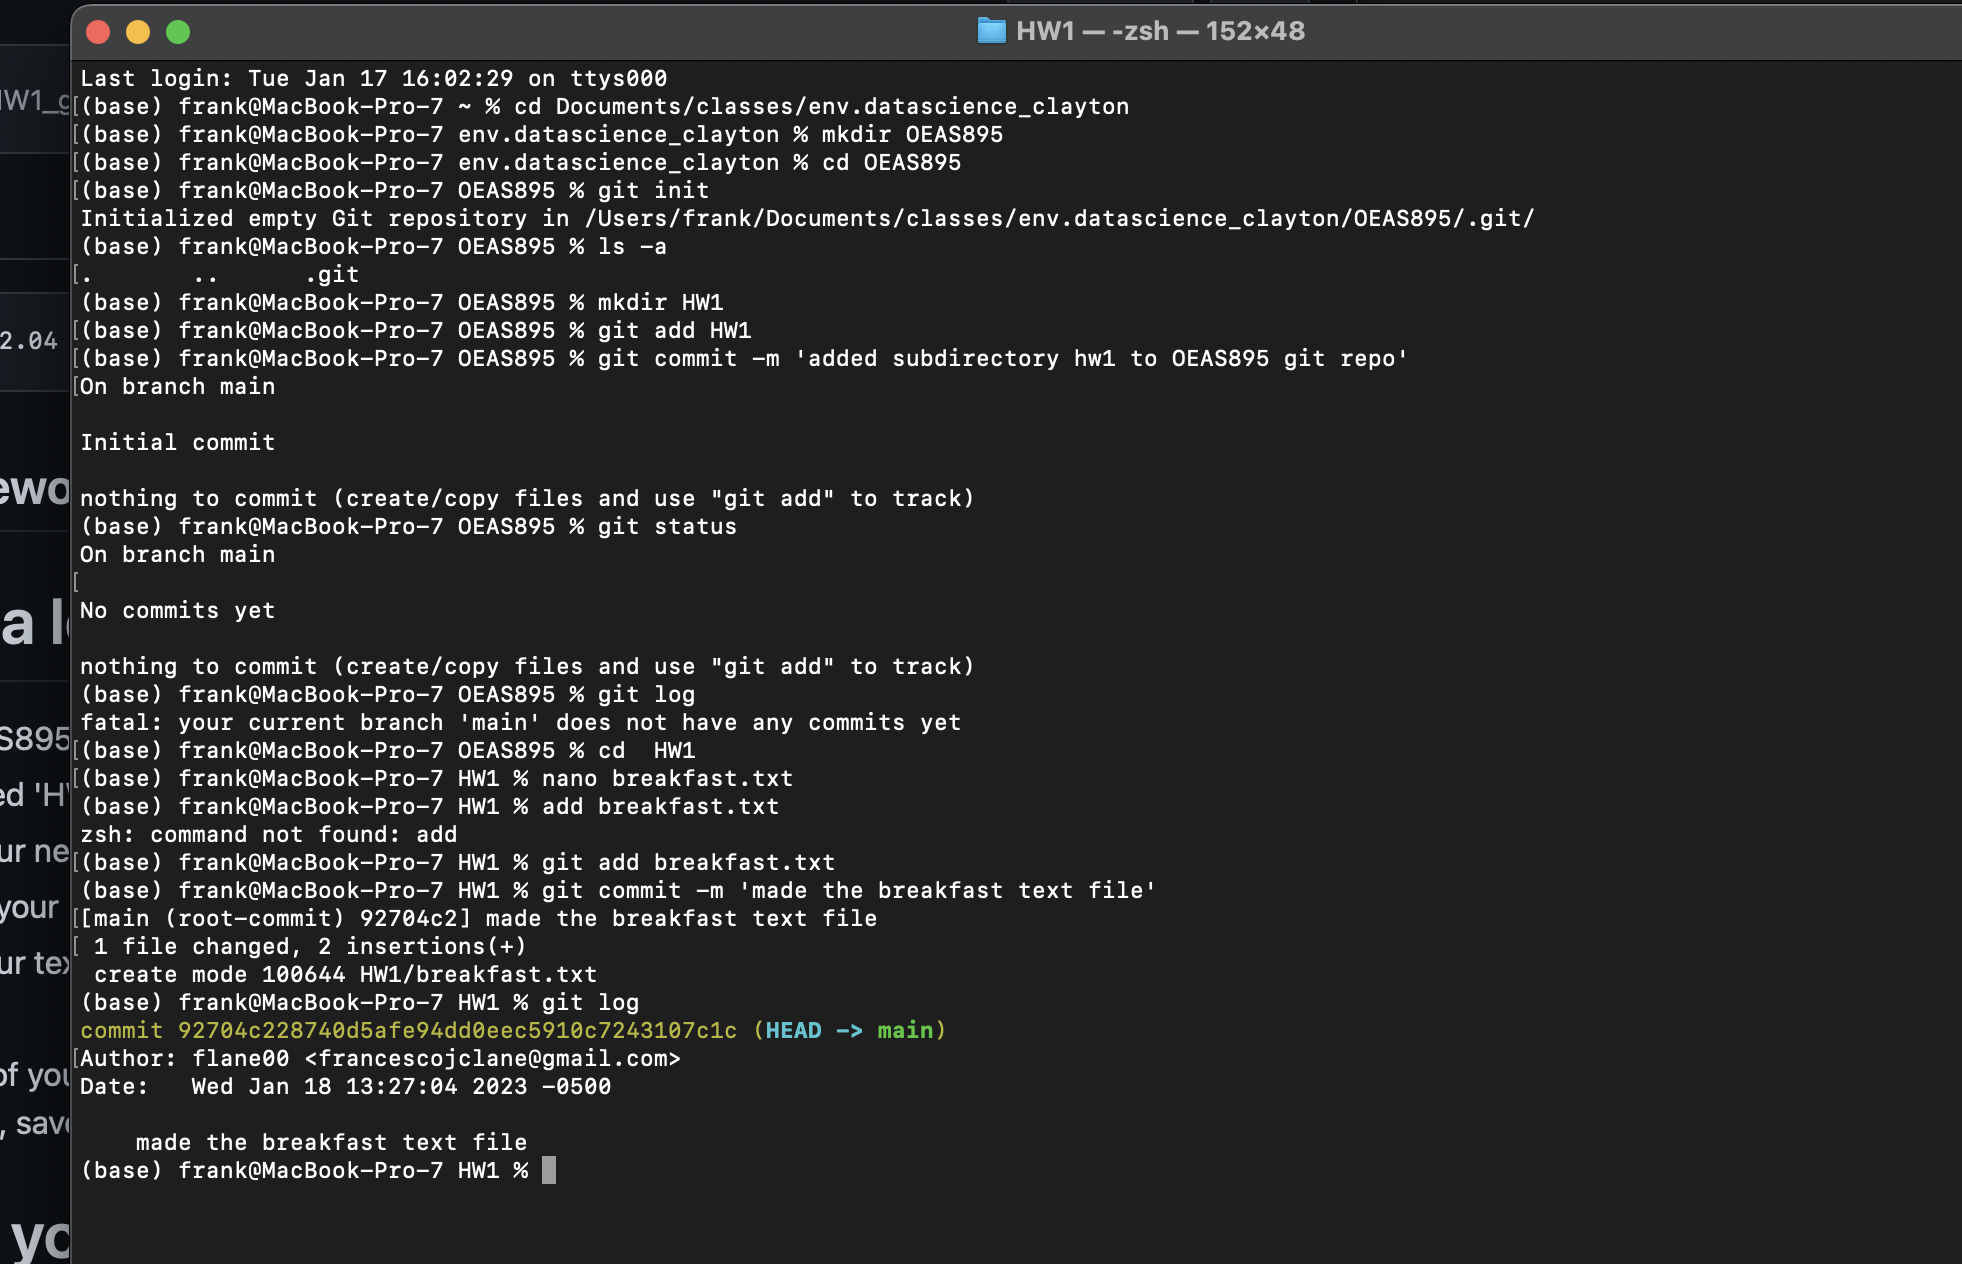 HW1 — -zsh — 152×48
Last login: Tue Jan 17 16:02:29 on ttys000
[(base) frank@MacBook-Pro-7 ~ % cd Documents/classes/env.datascience_clayton
[(base) frank@MacBook-Pro-7 env.datascience_clayton % mkdir OEAS895
[(base) frank@MacBook-Pro-7 env.datascience_clayton % cd OEAS895
[(base) frank@MacBook-Pro-7 OEAS895 % git init
Initialized empty Git repository in /Users/frank/Documents/classes/env.datascience_clayton/OEAS895/.git/
(base) frank@MacBook-Pro-7 OEAS895 % ls -a
[.       ..      .git
(base) frank@MacBook-Pro-7 OEAS895 % mkdir HW1
[(base) frank@MacBook-Pro-7 OEAS895 % git add HW1
[(base) frank@MacBook-Pro-7 OEAS895 % git commit -m 'added subdirectory hw1 to OEAS895 git repo'
[On branch main
Initial commit
nothing to commit (create/copy files and use "git add" to track)
(base) frank@MacBook-Pro-7 OEAS895 % git status
On branch main
[
No commits yet
nothing to commit (create/copy files and use "git add" to track)
(base) frank@MacBook-Pro-7 OEAS895 % git log
fatal: your current branch 'main' does not have any commits yet
[(base) frank@MacBook-Pro-7 OEAS895 % cd  HW1
[(base) frank@MacBook-Pro-7 HW1 % nano breakfast.txt
(base) frank@MacBook-Pro-7 HW1 % add breakfast.txt
zsh: command not found: add
[(base) frank@MacBook-Pro-7 HW1 % git add breakfast.txt
(base) frank@MacBook-Pro-7 HW1 % git commit -m 'made the breakfast text file'
[[main (root-commit) 92704c2] made the breakfast text file
[ 1 file changed, 2 insertions(+)
 create mode 100644 HW1/breakfast.txt
(base) frank@MacBook-Pro-7 HW1 % git log
commit 92704c228740d5afe94dd0eec5910c7243107c1c (HEAD -> main)
[Author: flane00 <francescojclane@gmail.com>
Date:   Wed Jan 18 13:27:04 2023 -0500
    made the breakfast text file
(base) frank@MacBook-Pro-7 HW1 %
2.04
a
S895
your